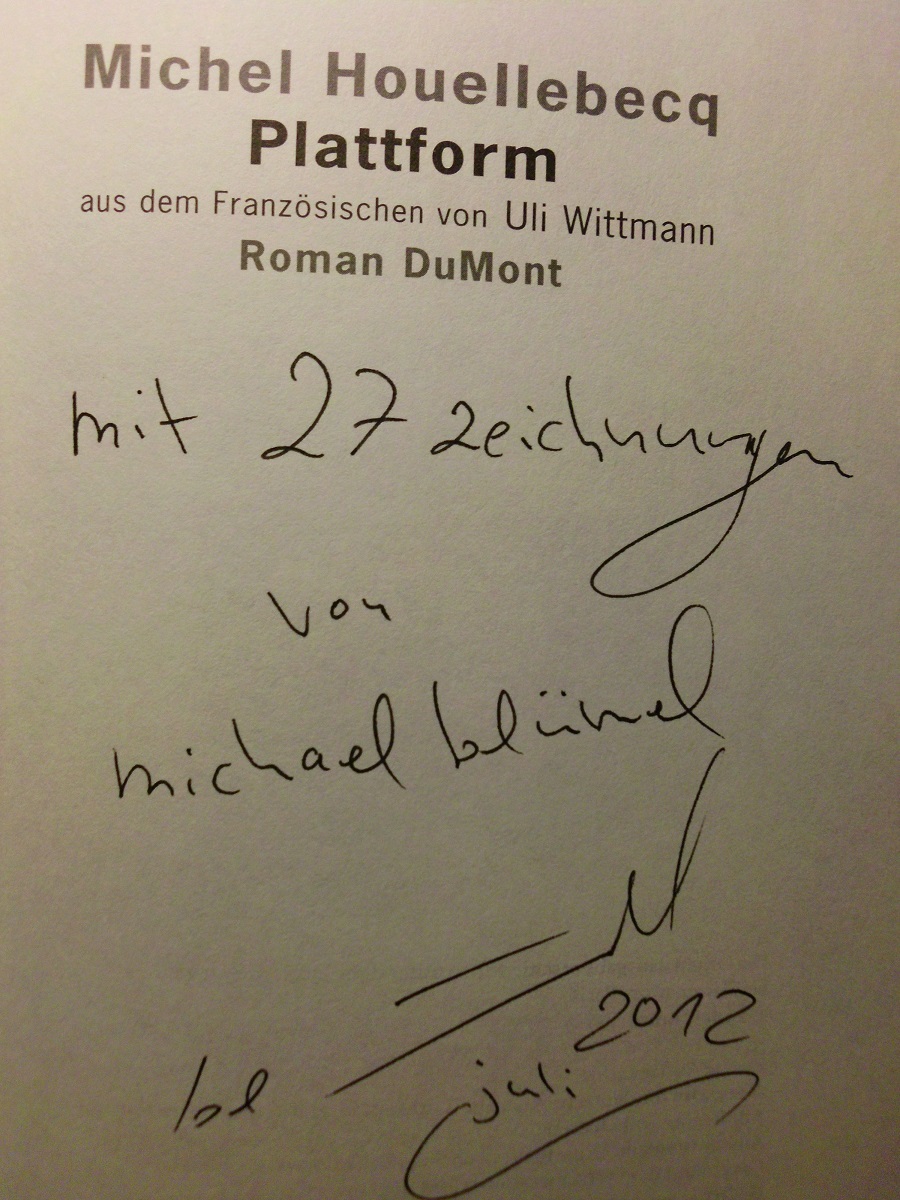 Michel Houellebecq
Plattform
aus dem Französischen von Uli Wittmann
Roman DuMont
mit 27 zeichnungen
von
michael blümel
2012
bl juli